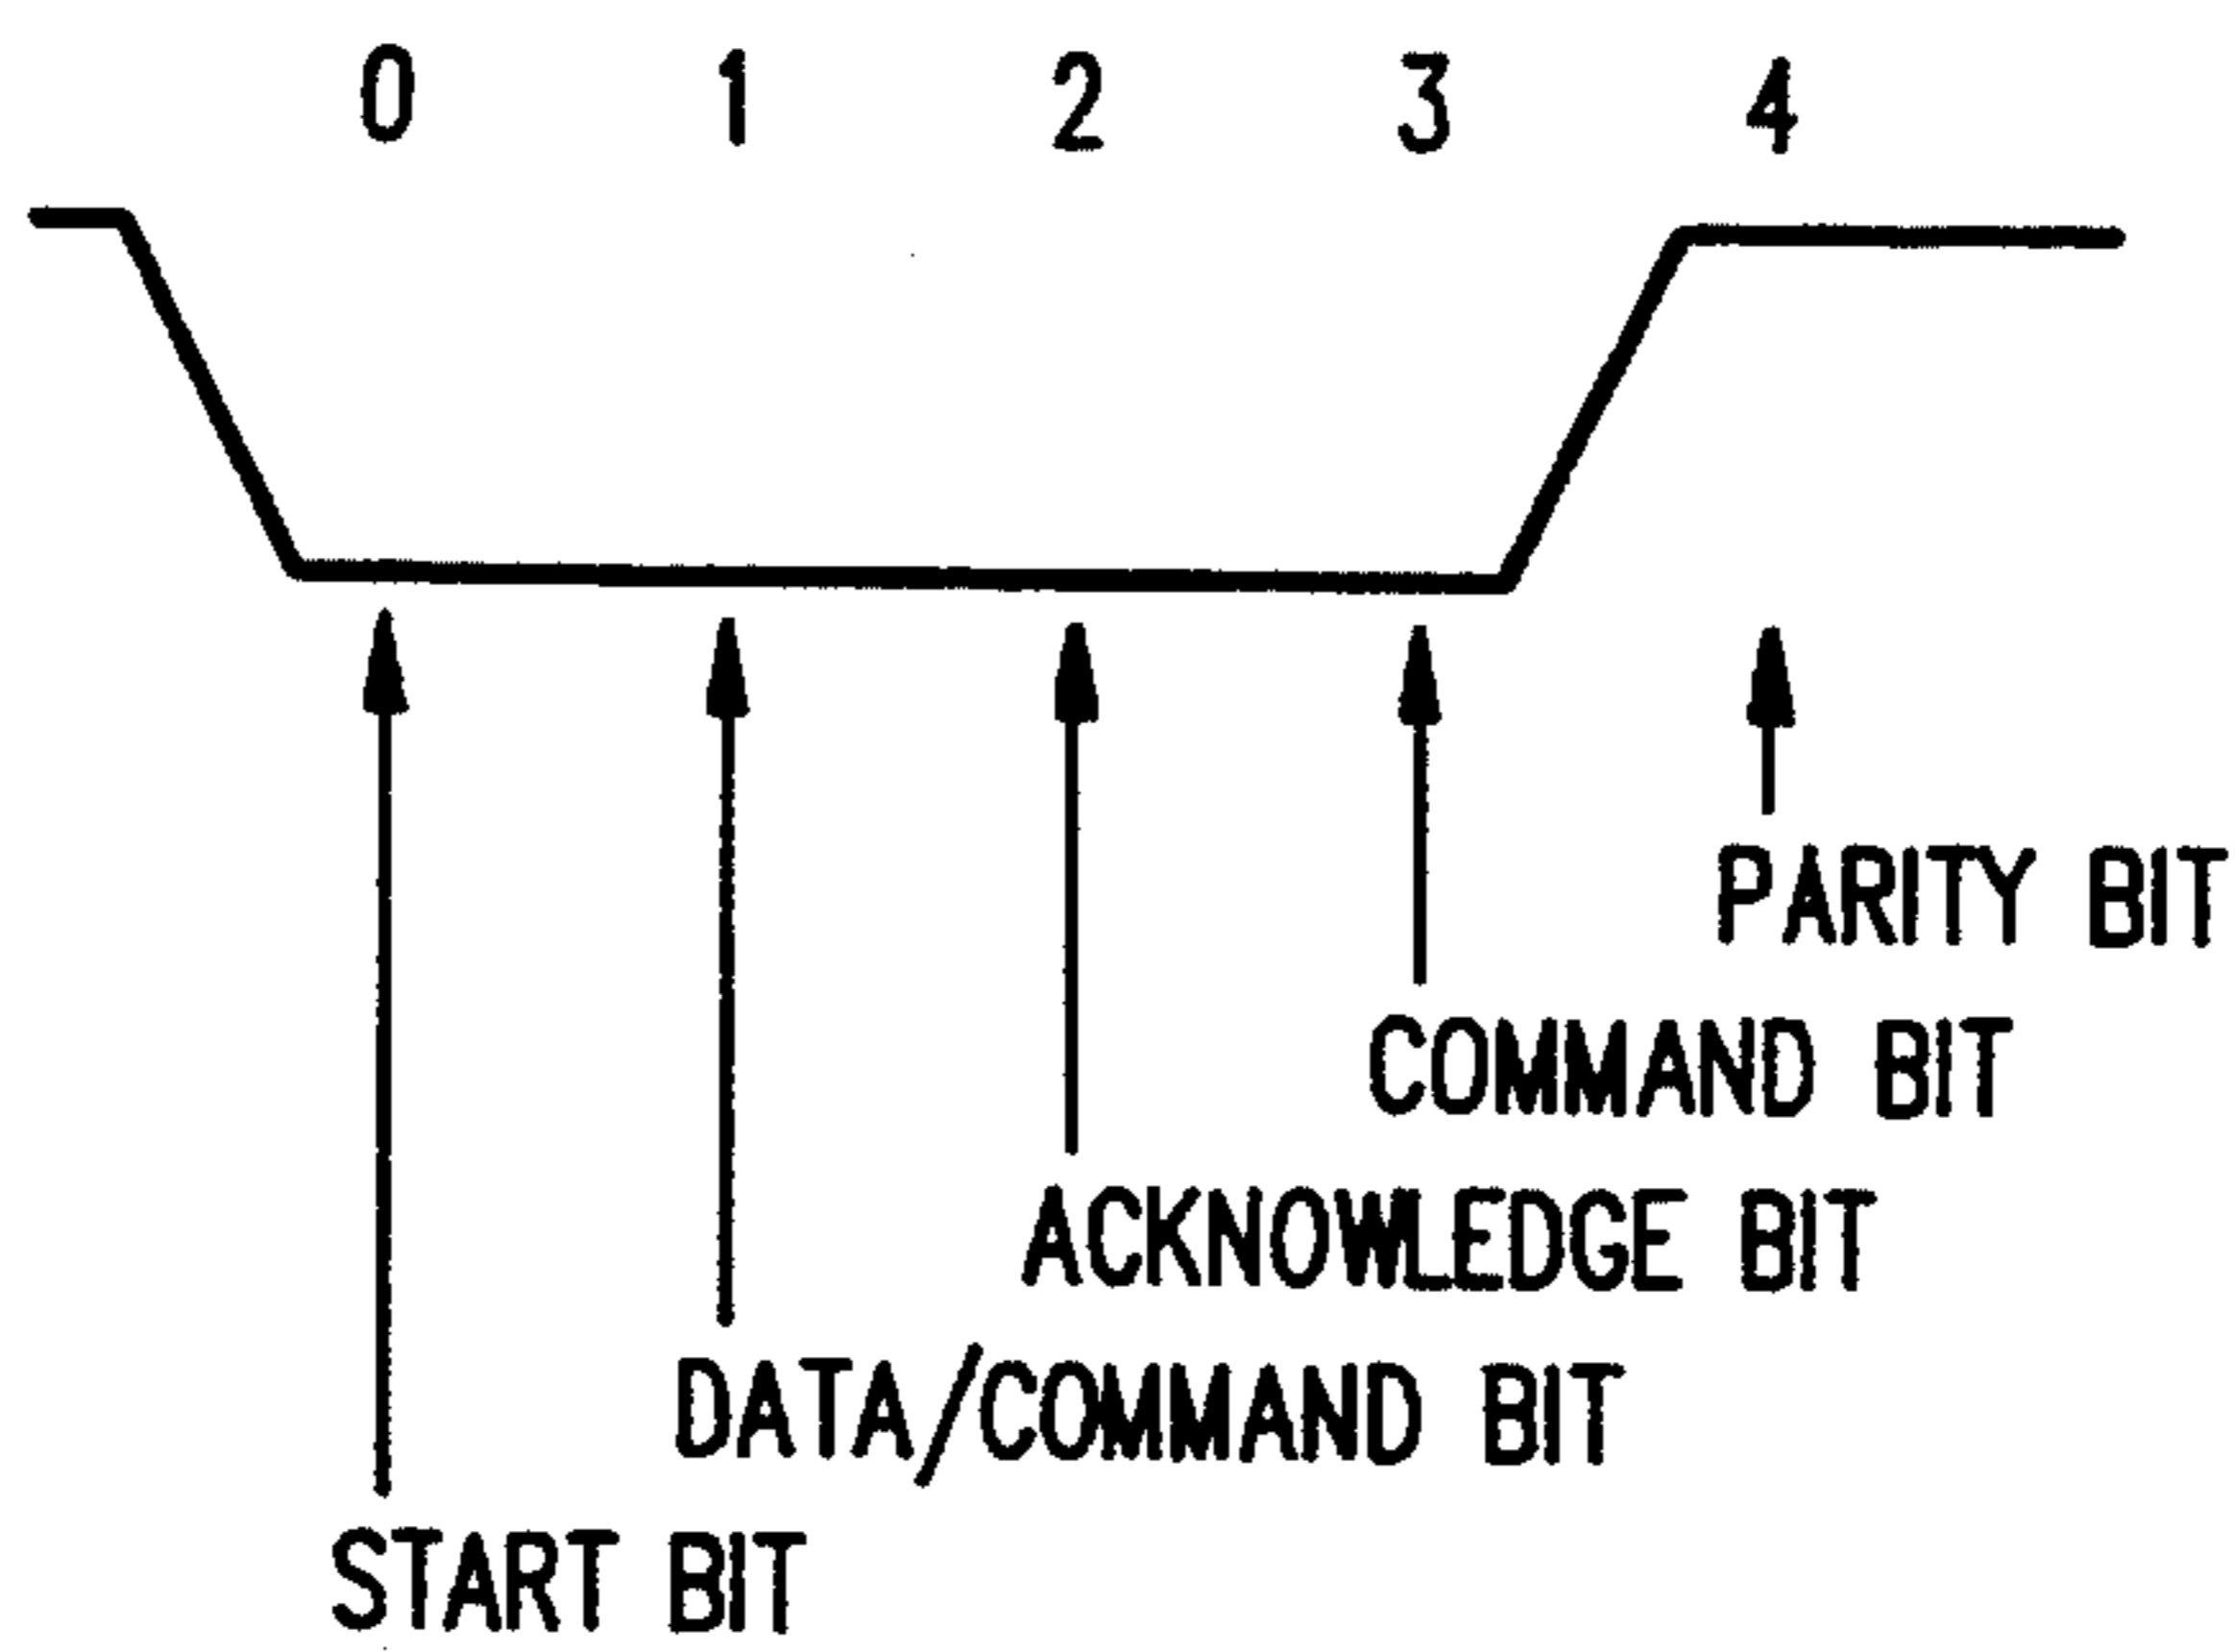 0 1 2 3 4
PARITY BIT
COMMAND BIT
ACKNOWLEDGE BIT
DATA/COMMAND BIT
START BIT